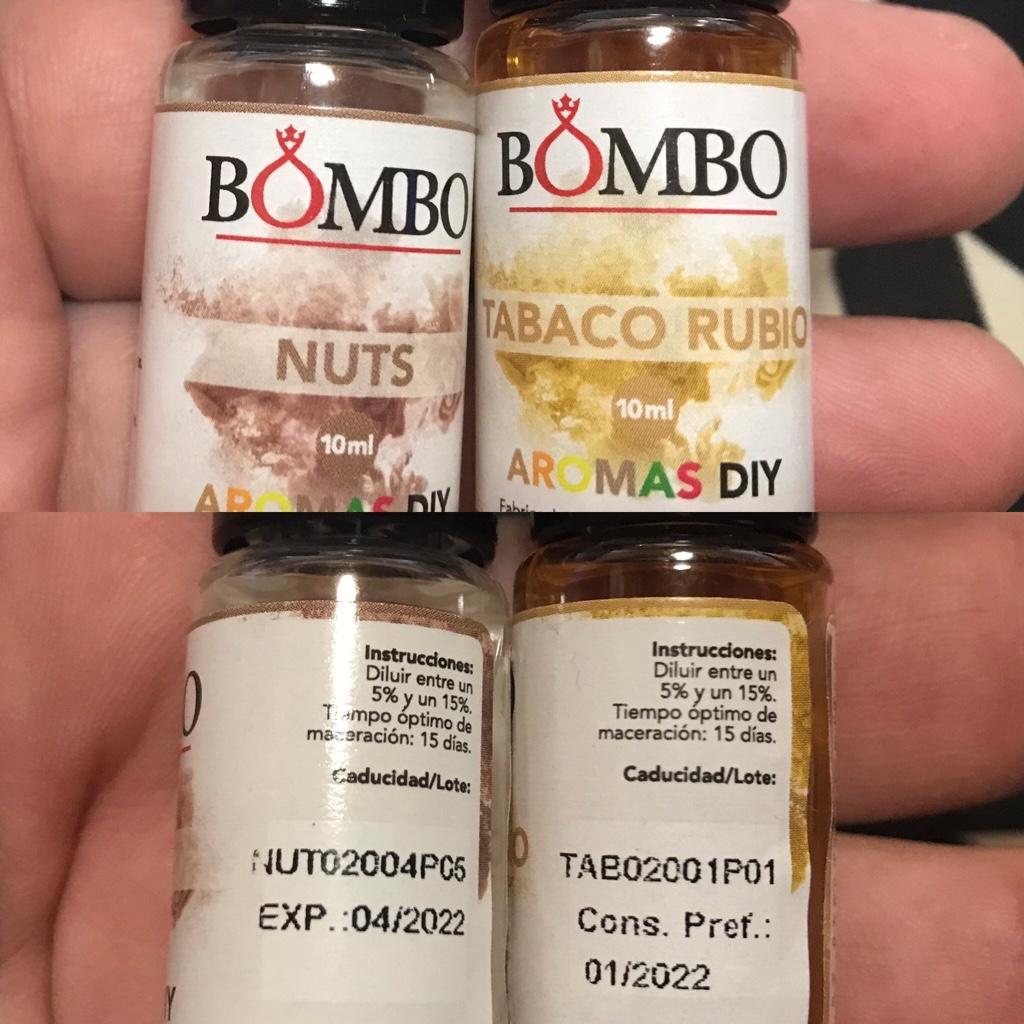 BOMBO
NUTS
10ml
AROMAS DIY
BOMBO
TABACO RUBIO
10ml
AROMAS DIY
Instrucciones:
Diluir entre un
5% y un 15%.
Tiempo óptimo de
maceración: 15 días.
Caducidad/Lote:
NUT02004P05
EXP.:04/2022
Instrucciones:
Diluir entre un
5% y un 15%.
Tiempo óptimo de
maceración: 15 días.
Caducidad/Lote:
TAB02001P01
Cons. Pref.:
01/2022